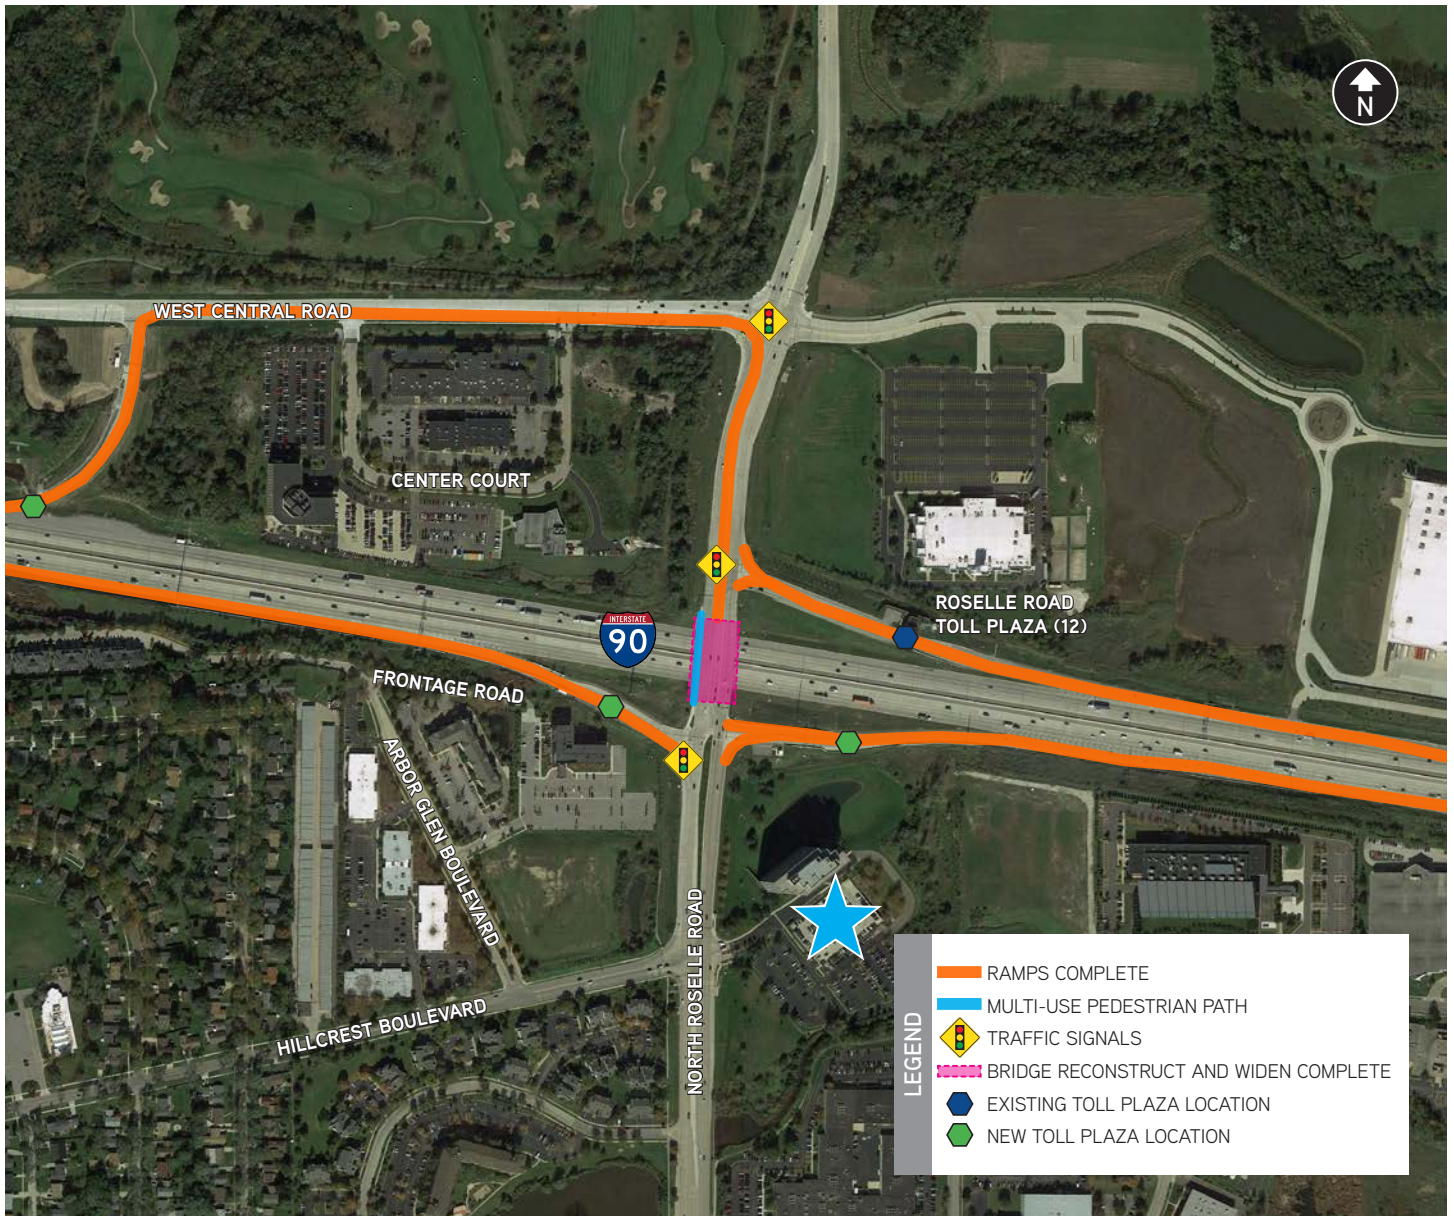 N
WEST CENTRAL ROAD
CENTER COURT
ROSELLE ROAD
TOLL PLAZA (12)
INTERSTATE
90
FRONTAGE ROAD
ARBOR GLEN BOULEVARD
NORTH ROSELLE ROAD
HILLCREST BOULEVARD
LEGEND
RAMPS COMPLETE
MULTI-USE PEDESTRIAN PATH
TRAFFIC SIGNALS
BRIDGE RECONSTRUCT AND WIDEN COMPLETE
EXISTING TOLL PLAZA LOCATION
NEW TOLL PLAZA LOCATION